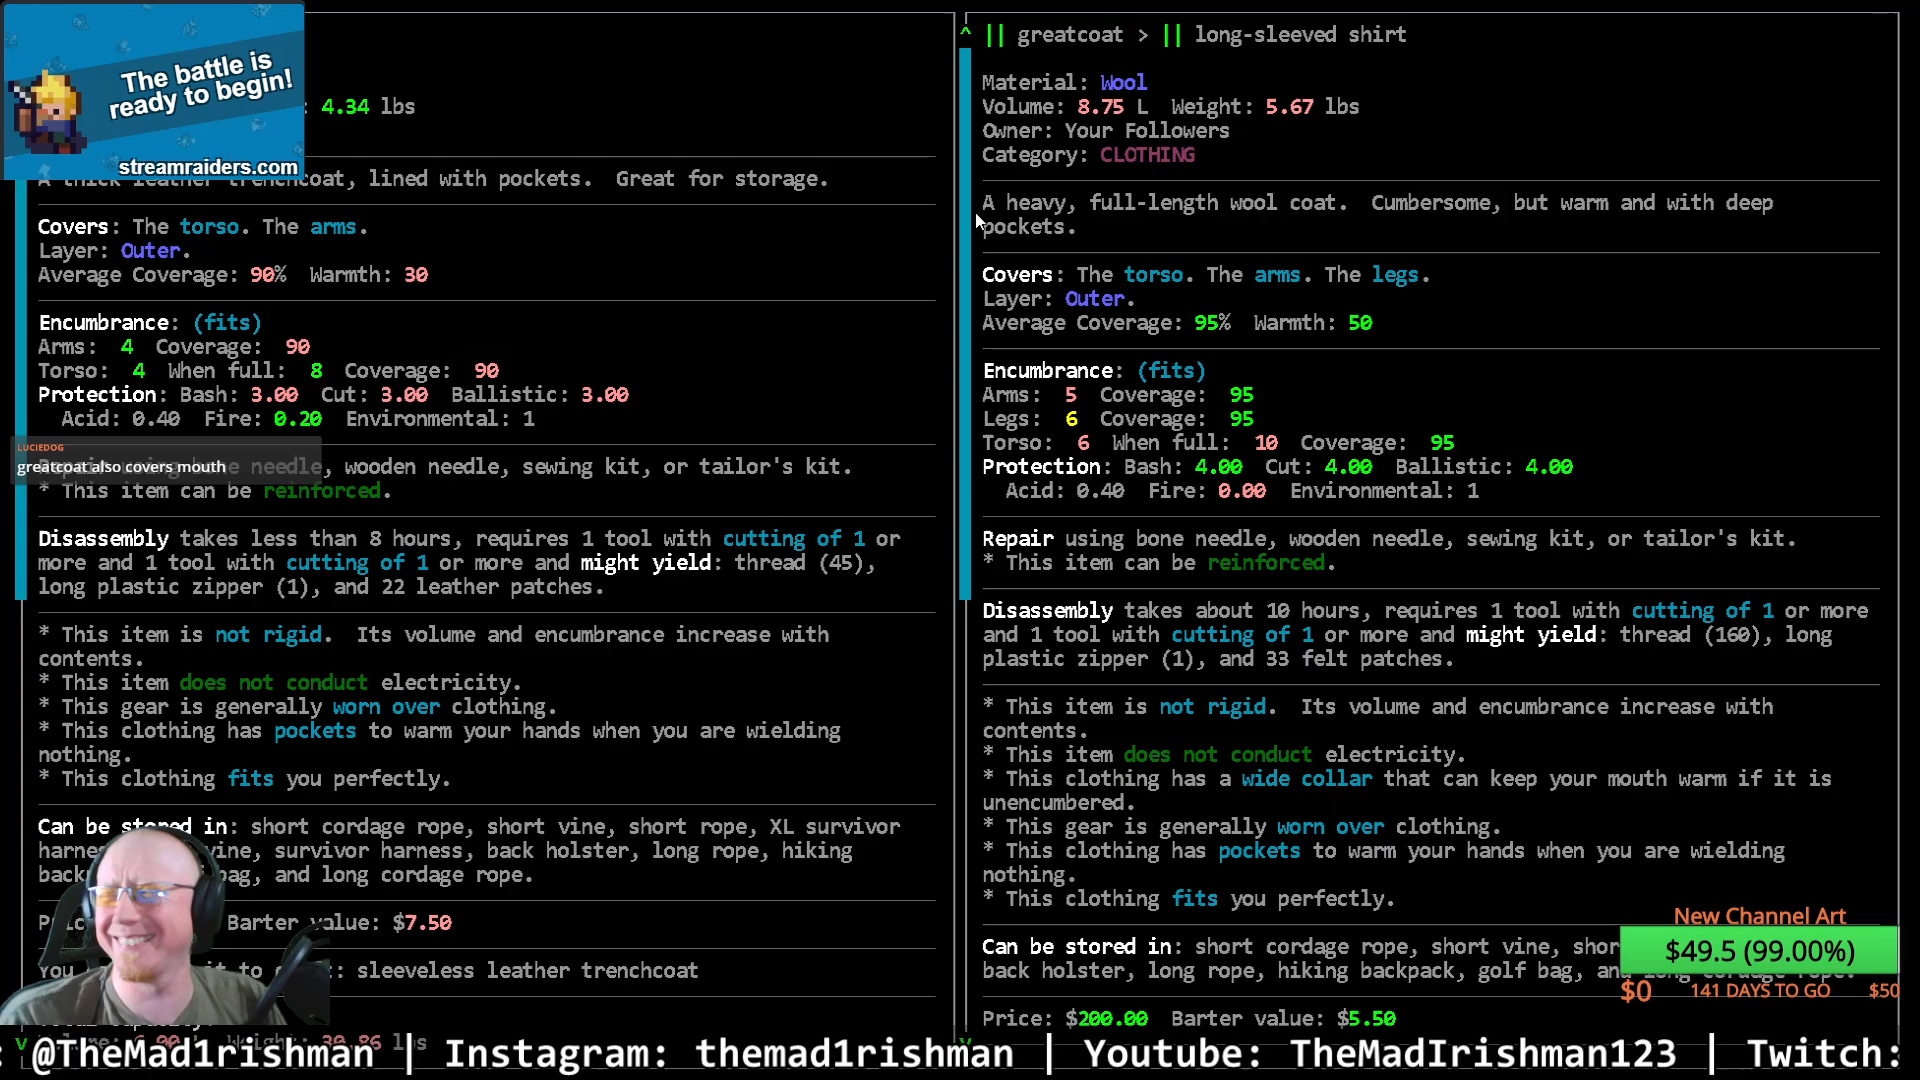 The battle is
ready to begin!
streamraiders.com
: 4.34 lbs
A thick leather trenchcoat, lined with pockets.  Great for storage.
Covers: The torso. The arms.
Layer: Outer.
Average Coverage: 90%  Warmth: 30
Encumbrance: (fits)
Arms:  4  Coverage:  90
Torso:  4  When full:  8  Coverage:  90
Protection: Bash: 3.00  Cut: 3.00  Ballistic: 3.00
Acid: 0.40  Fire: 0.20  Environmental: 1
LUCIEDOG
greatcoat also covers mouth
Repair using bone needle, wooden needle, sewing kit, or tailor's kit.
* This item can be reinforced.
Disassembly takes less than 8 hours, requires 1 tool with cutting of 1 or
more and 1 tool with cutting of 1 or more and might yield: thread (45),
long plastic zipper (1), and 22 leather patches.
* This item is not rigid.  Its volume and encumbrance increase with
contents.
* This item does not conduct electricity.
* This gear is generally worn over clothing.
* This clothing has pockets to warm your hands when you are wielding
nothing.
* This clothing fits you perfectly.
Can be stored in: short cordage rope, short vine, short rope, XL survivor
harness, vine, survivor harness, back holster, long rope, hiking
bag, and long cordage rope.
Barter value: $7.50
: sleeveless leather trenchcoat
30.86 lbs
|| greatcoat > || long-sleeved shirt
Material: Wool
Volume: 8.75 L  Weight: 5.67 lbs
Owner: Your Followers
Category: CLOTHING
A heavy, full-length wool coat.  Cumbersome, but warm and with deep
pockets.
Covers: The torso. The arms. The legs.
Layer: Outer.
Average Coverage: 95%  Warmth: 50
Encumbrance: (fits)
Arms:  5  Coverage:  95
Legs:  6  Coverage:  95
Torso:  6  When full:  10  Coverage:  95
Protection: Bash: 4.00  Cut: 4.00  Ballistic: 4.00
Acid: 0.40  Fire: 0.00  Environmental: 1
Repair using bone needle, wooden needle, sewing kit, or tailor's kit.
* This item can be reinforced.
Disassembly takes about 10 hours, requires 1 tool with cutting of 1 or more
and 1 tool with cutting of 1 or more and might yield: thread (160), long
plastic zipper (1), and 33 felt patches.
* This item is not rigid.  Its volume and encumbrance increase with
contents.
* This item does not conduct electricity.
* This clothing has a wide collar that can keep your mouth warm if it is
unencumbered.
* This gear is generally worn over clothing.
* This clothing has pockets to warm your hands when you are wielding
nothing.
* This clothing fits you perfectly.
Can be stored in: short cordage rope, short vine,
back holster, long rope, hiking backpack, golf bag, and long cordage rope.
Price: $200.00  Barter value: $5.50
New Channel Art
$49.5 (99.00%)
$0 141 DAYS TO GO $50
: @TheMad1rishman | Instagram: themad1rishman | Youtube: TheMadIrishman123 | Twitch: